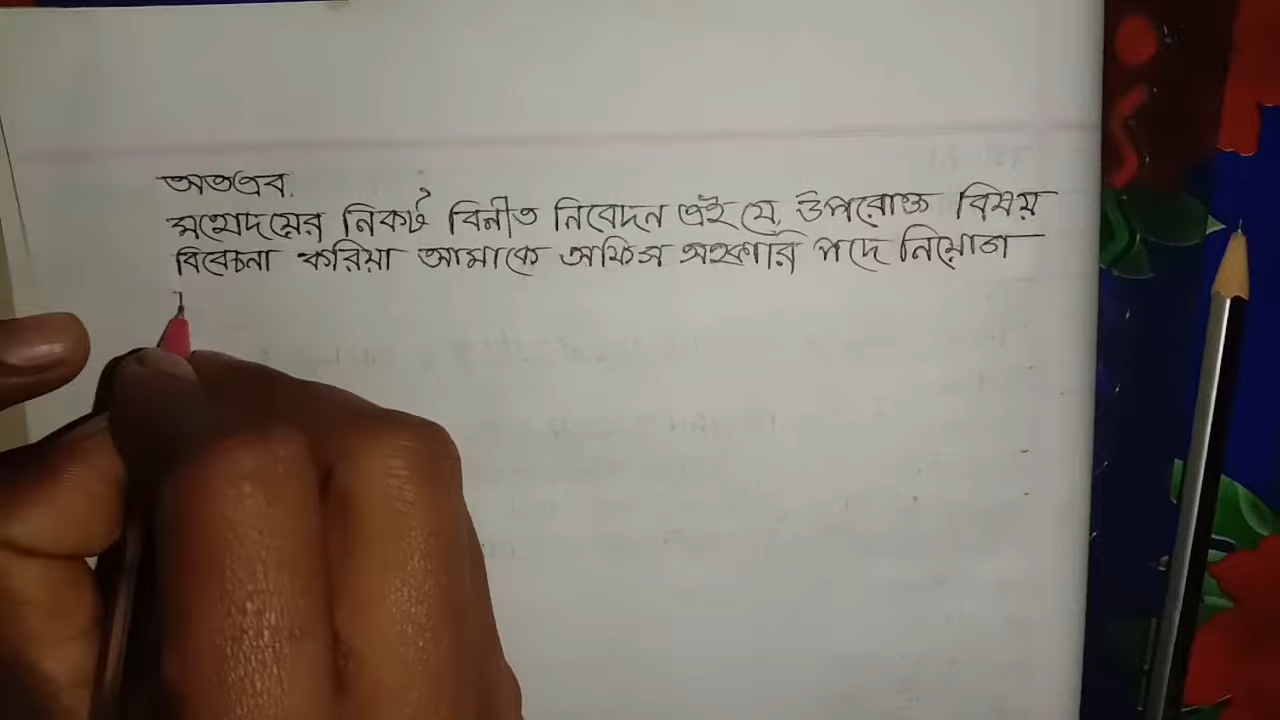 অতএব,
মহোদয়ের নিকট বিনীত নিবেদন এই যে, উপরোক্ত বিষয়
বিবেচনা করিয়া আমাকে অফিস সহকারি পদে নিয়োগ